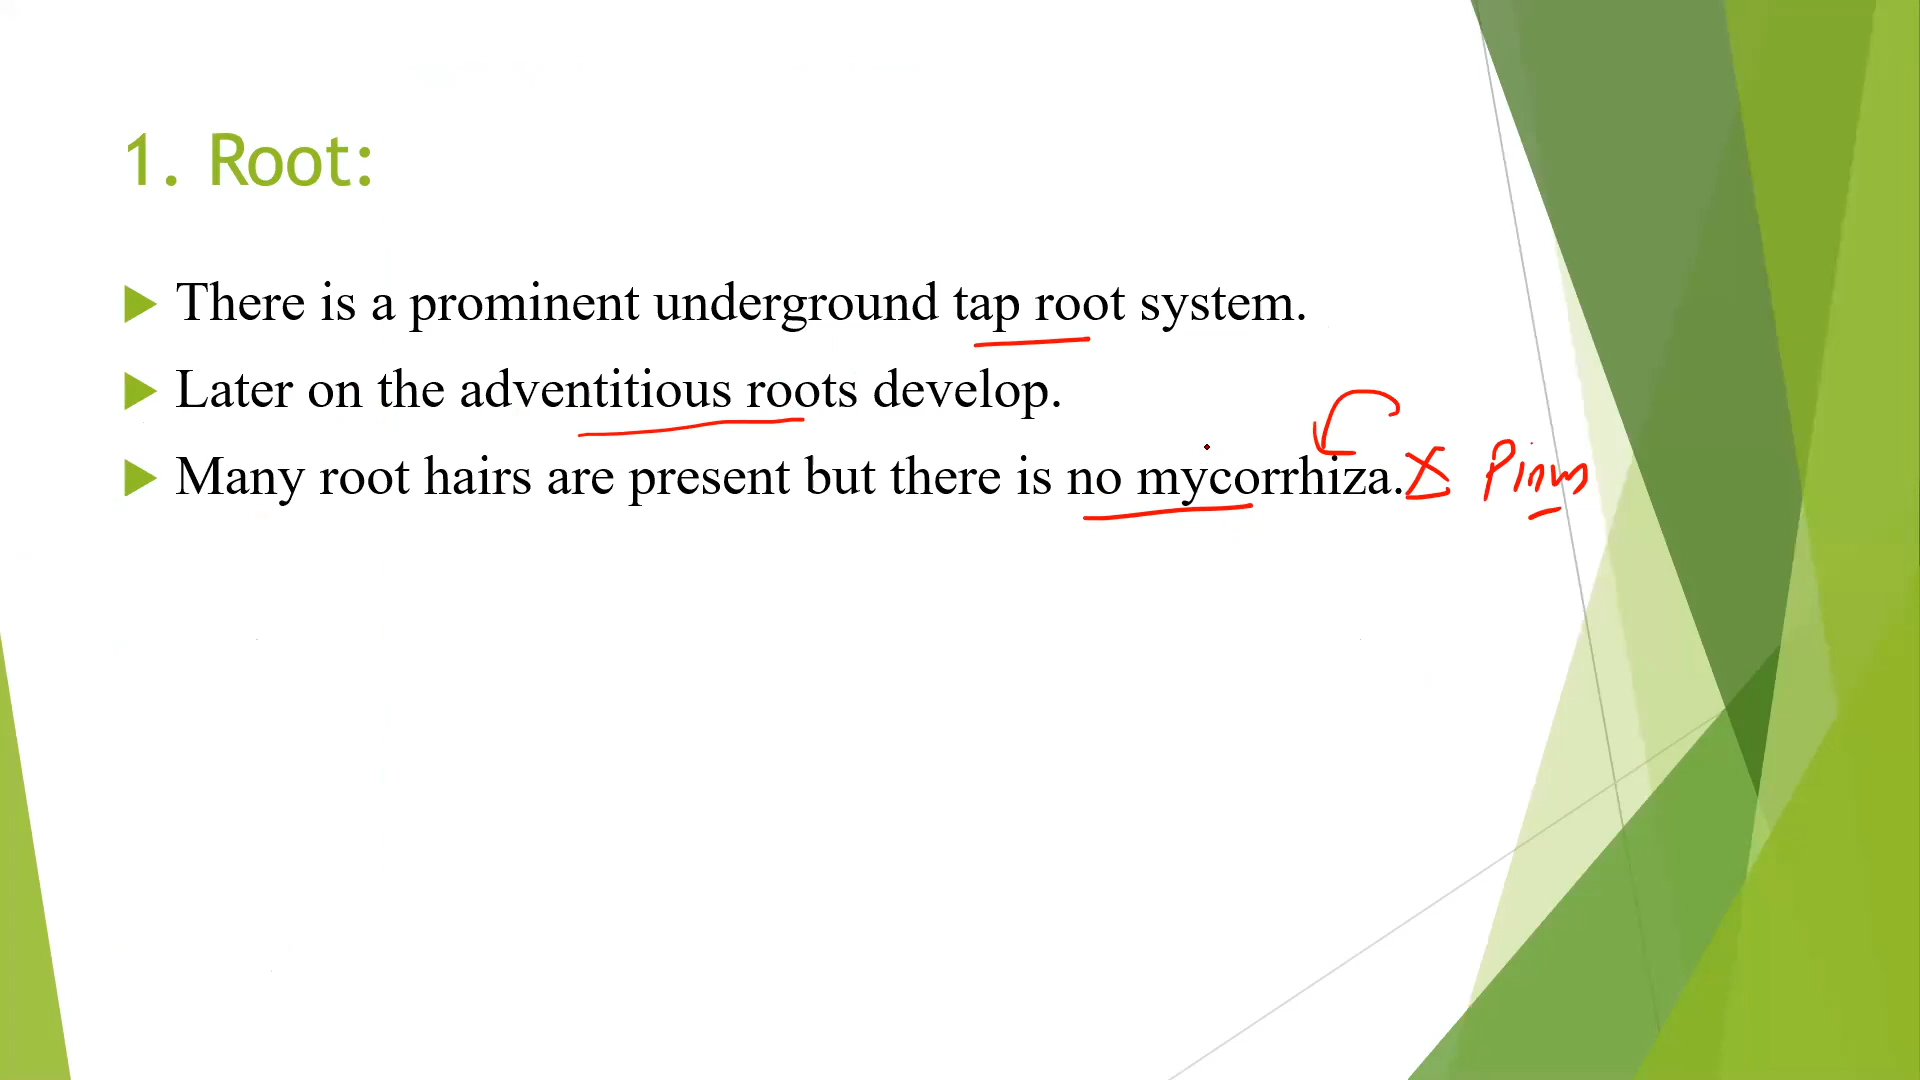 1. Root:
There is a prominent underground tap root system.
Later on the adventitious roots develop.
Many root hairs are present but there is no mycorrhiza. X Pinus